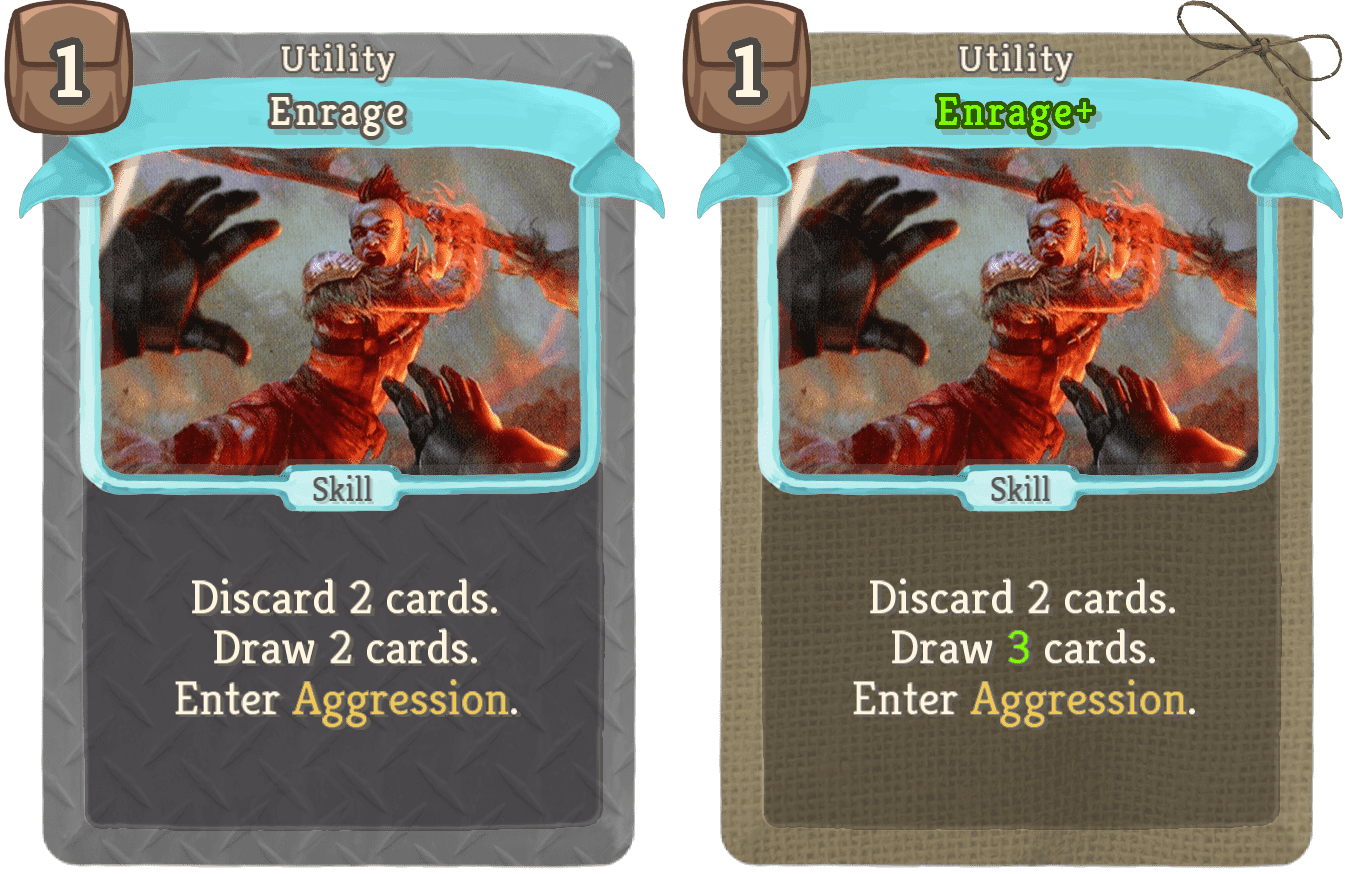 1
Utility
Enrage
Skill
Discard 2 cards.
Draw 2 cards.
Enter Aggression.
1
Utility
Enrage+
Skill
Discard 2 cards.
Draw 3 cards.
Enter Aggression.